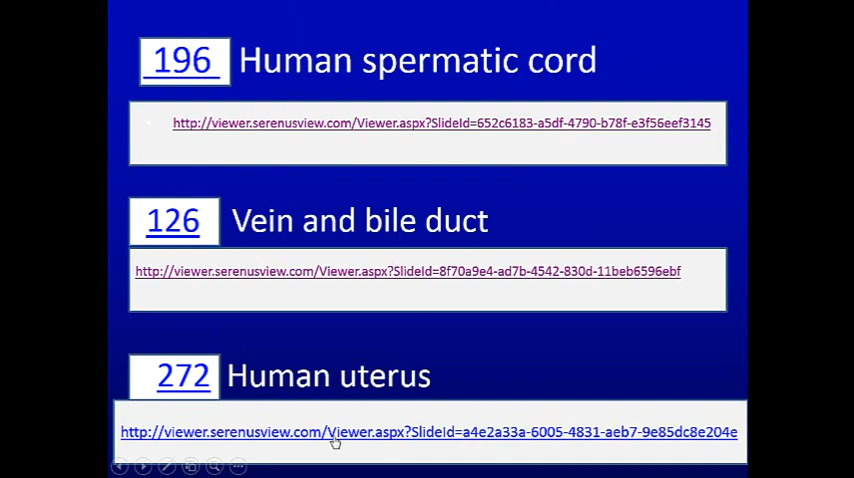 196 Human spermatic cord
http://viewer.serenusview.com/Viewer.aspx?SlideId=652c6183-a5df-4790-b78f-e3f56eef3145
126 Vein and bile duct
http://viewer.serenusview.com/Viewer.aspx?SlideId=8f70a9e4-ad7b-4542-830d-11beb6596ebf
272 Human uterus
http://viewer.serenusview.com/Viewer.aspx?SlideId=a4e2a33a-6005-4831-aeb7-9e85dc8e204e